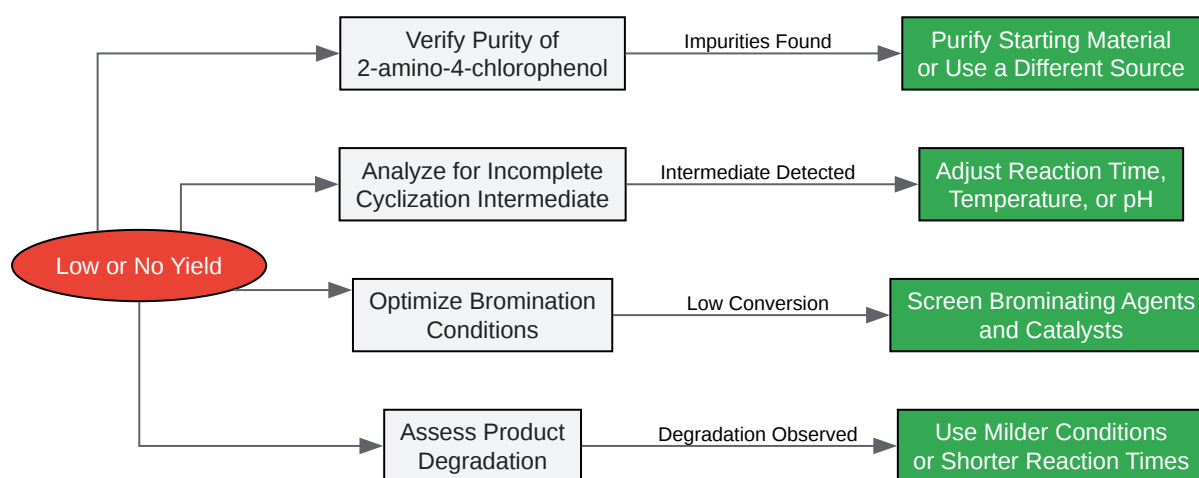 Verify Purity of
2-amino-4-chlorophenol
Impurities Found
Purify Starting Material
or Use a Different Source
Analyze for Incomplete
Cyclization Intermediate
Intermediate Detected
Adjust Reaction Time,
Temperature, or pH
Low or No Yield
Optimize Bromination
Conditions
Low Conversion
Screen Brominating Agents
and Catalysts
Assess Product
Degradation
Degradation Observed
Use Milder Conditions
or Shorter Reaction Times